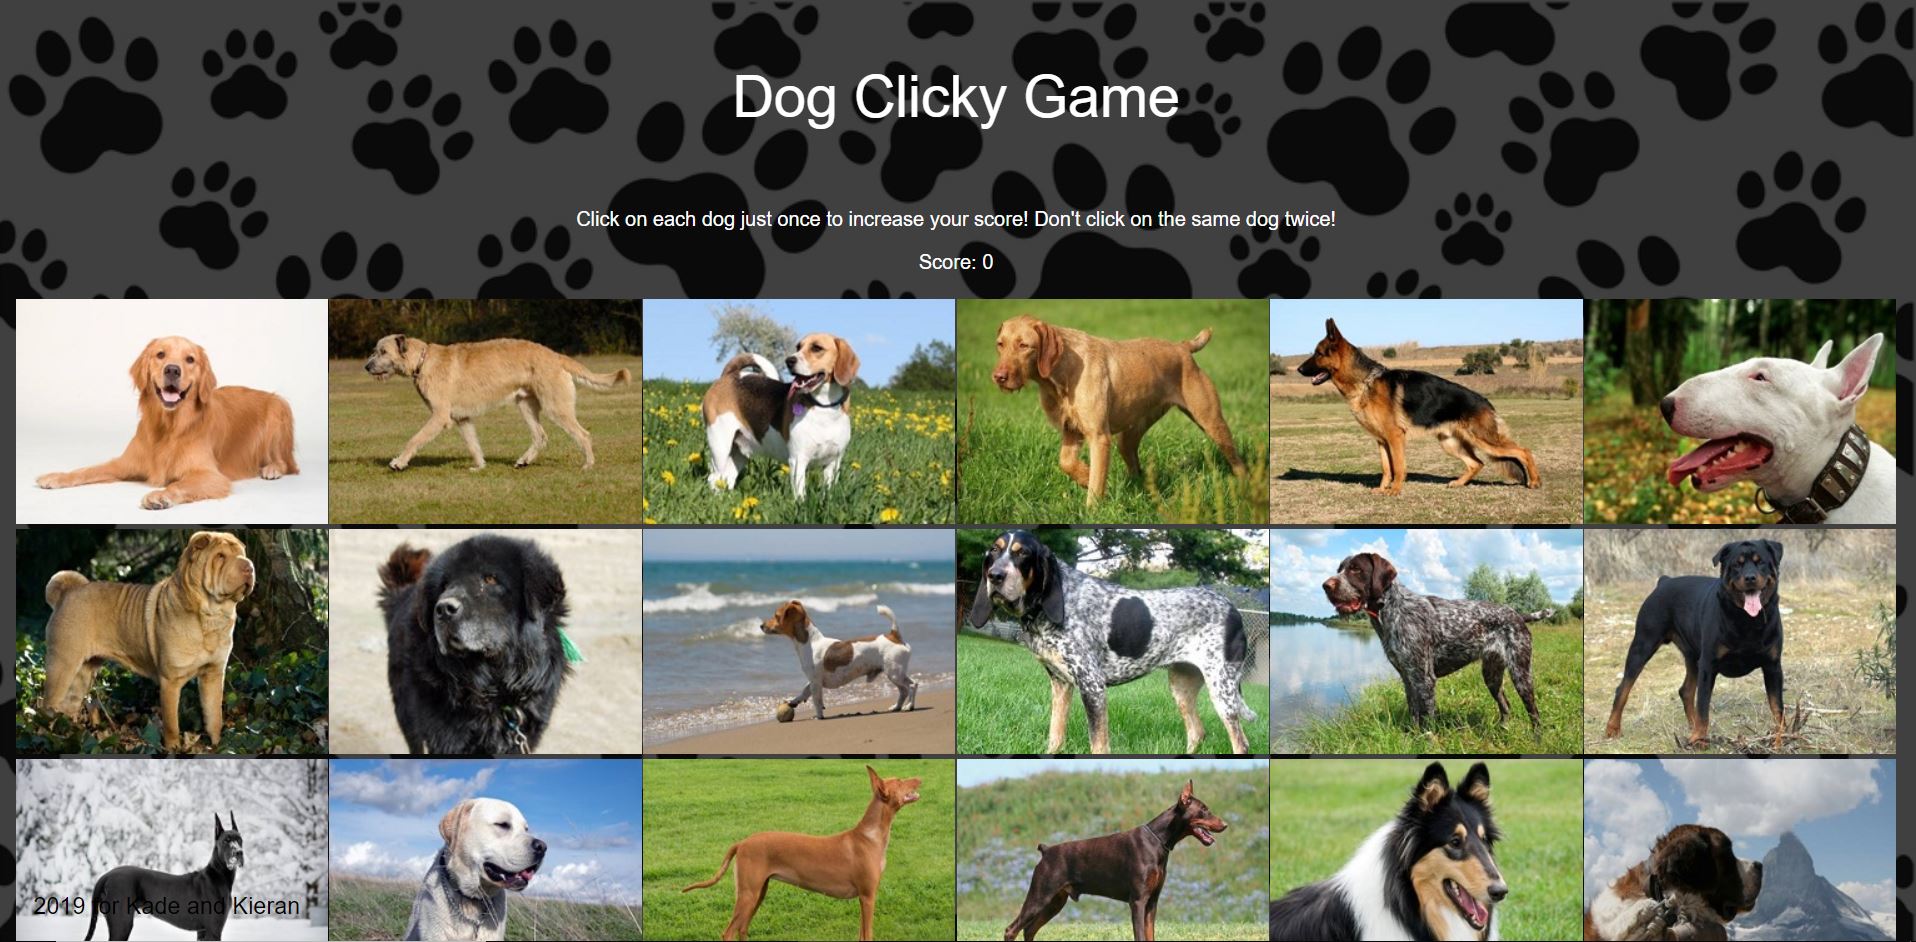 Dog Clicky Game
Click on each dog just once to increase your score! Don't click on the same dog twice!
Score: 0
2019 for Kade and Kieran